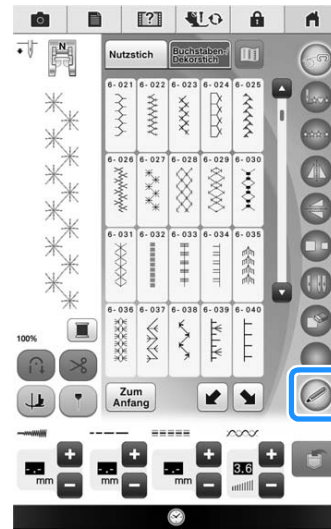 N
Nutzstich
Buchstaben-/
Dekorstich
6-021 6-022 6-023 6-024 6-025
6-026 6-027 6-028 6-029 6-030
6-031 6-032 6-033 6-034 6-035
6-036 6-037 6-038 6-039 6-040
100%
Zum
Anfang
-.- mm
-.- mm
-.- mm
3.6